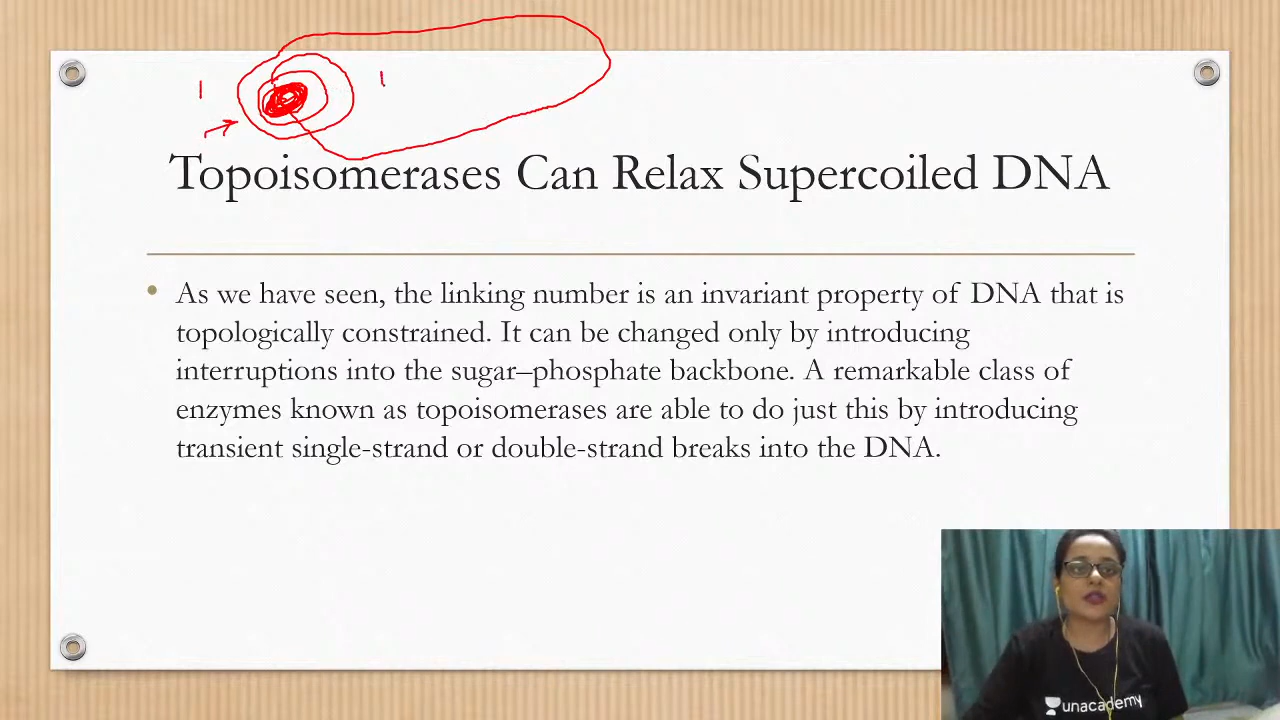 Topoisomerases Can Relax Supercoiled DNA
• As we have seen, the linking number is an invariant property of DNA that is
topologically constrained. It can be changed only by introducing
interruptions into the sugar–phosphate backbone. A remarkable class of
enzymes known as topoisomerases are able to do just this by introducing
transient single-strand or double-strand breaks into the DNA.
unacademy